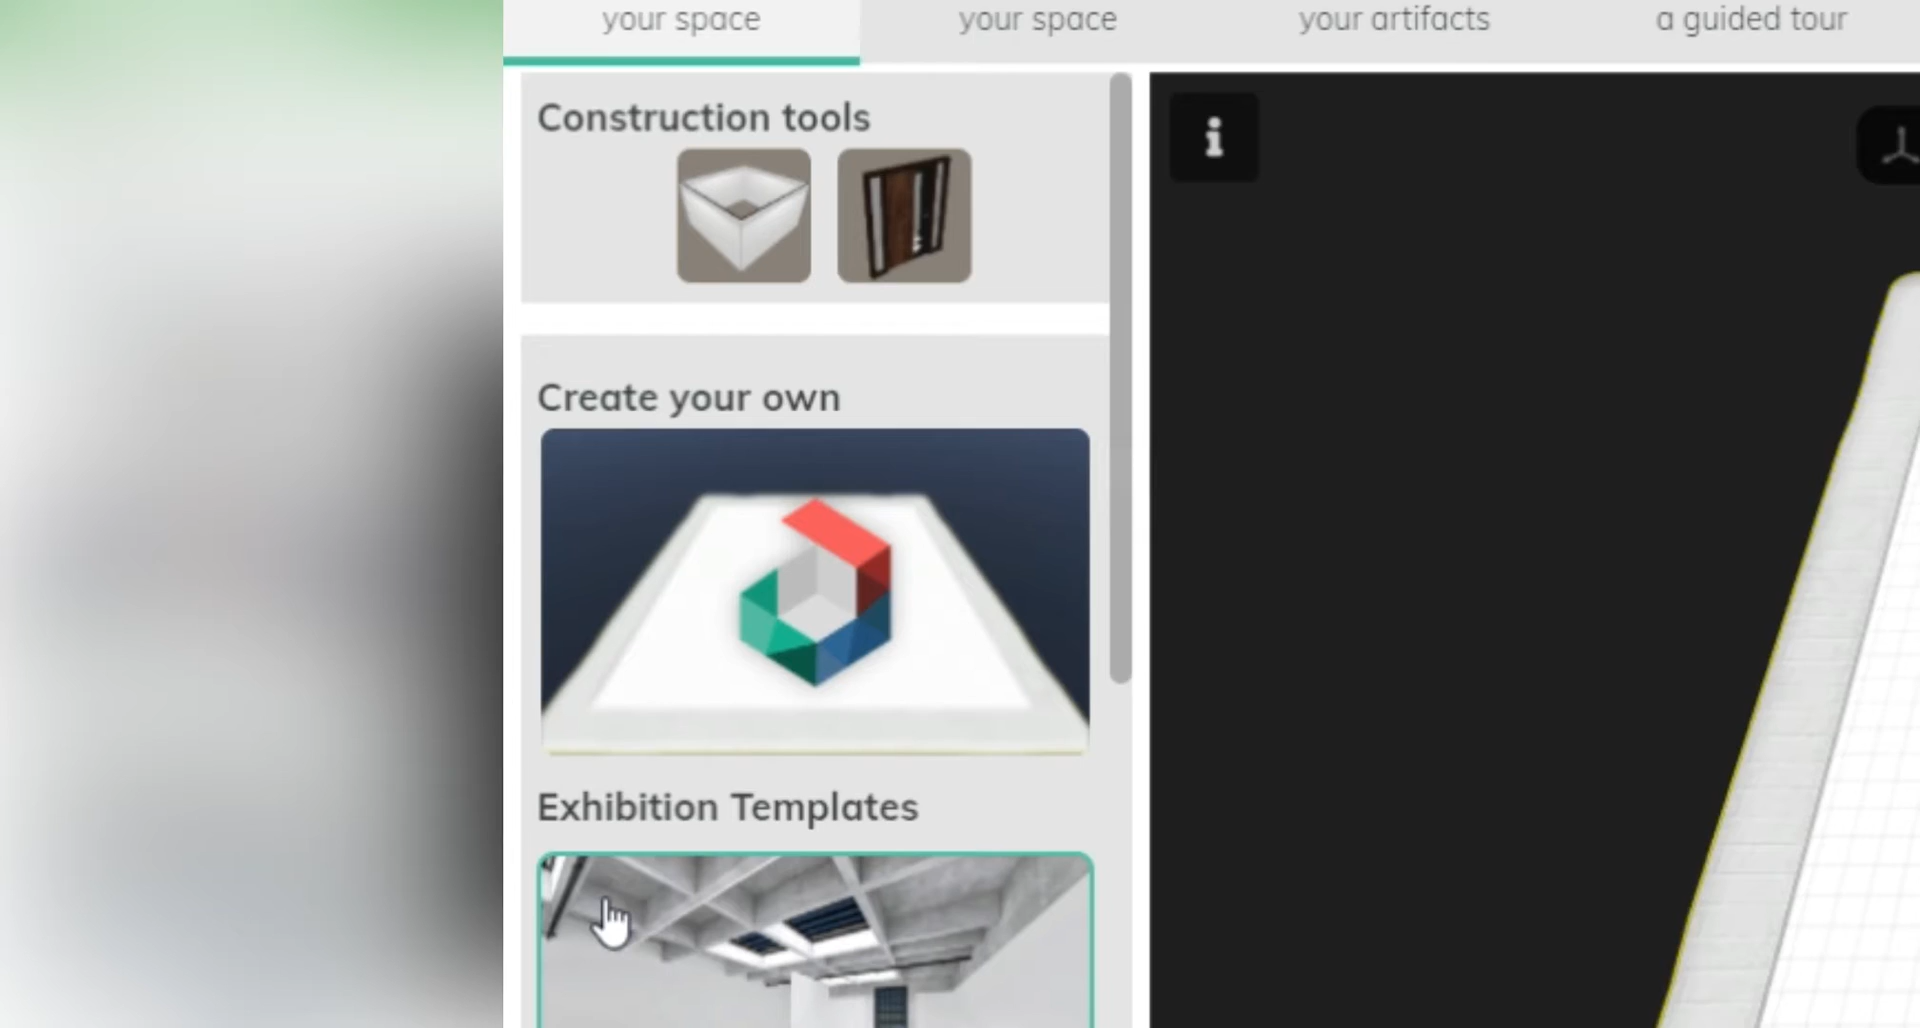 your space
your space
your artifacts
a guided tour
Construction tools
i
Create your own
Exhibition Templates